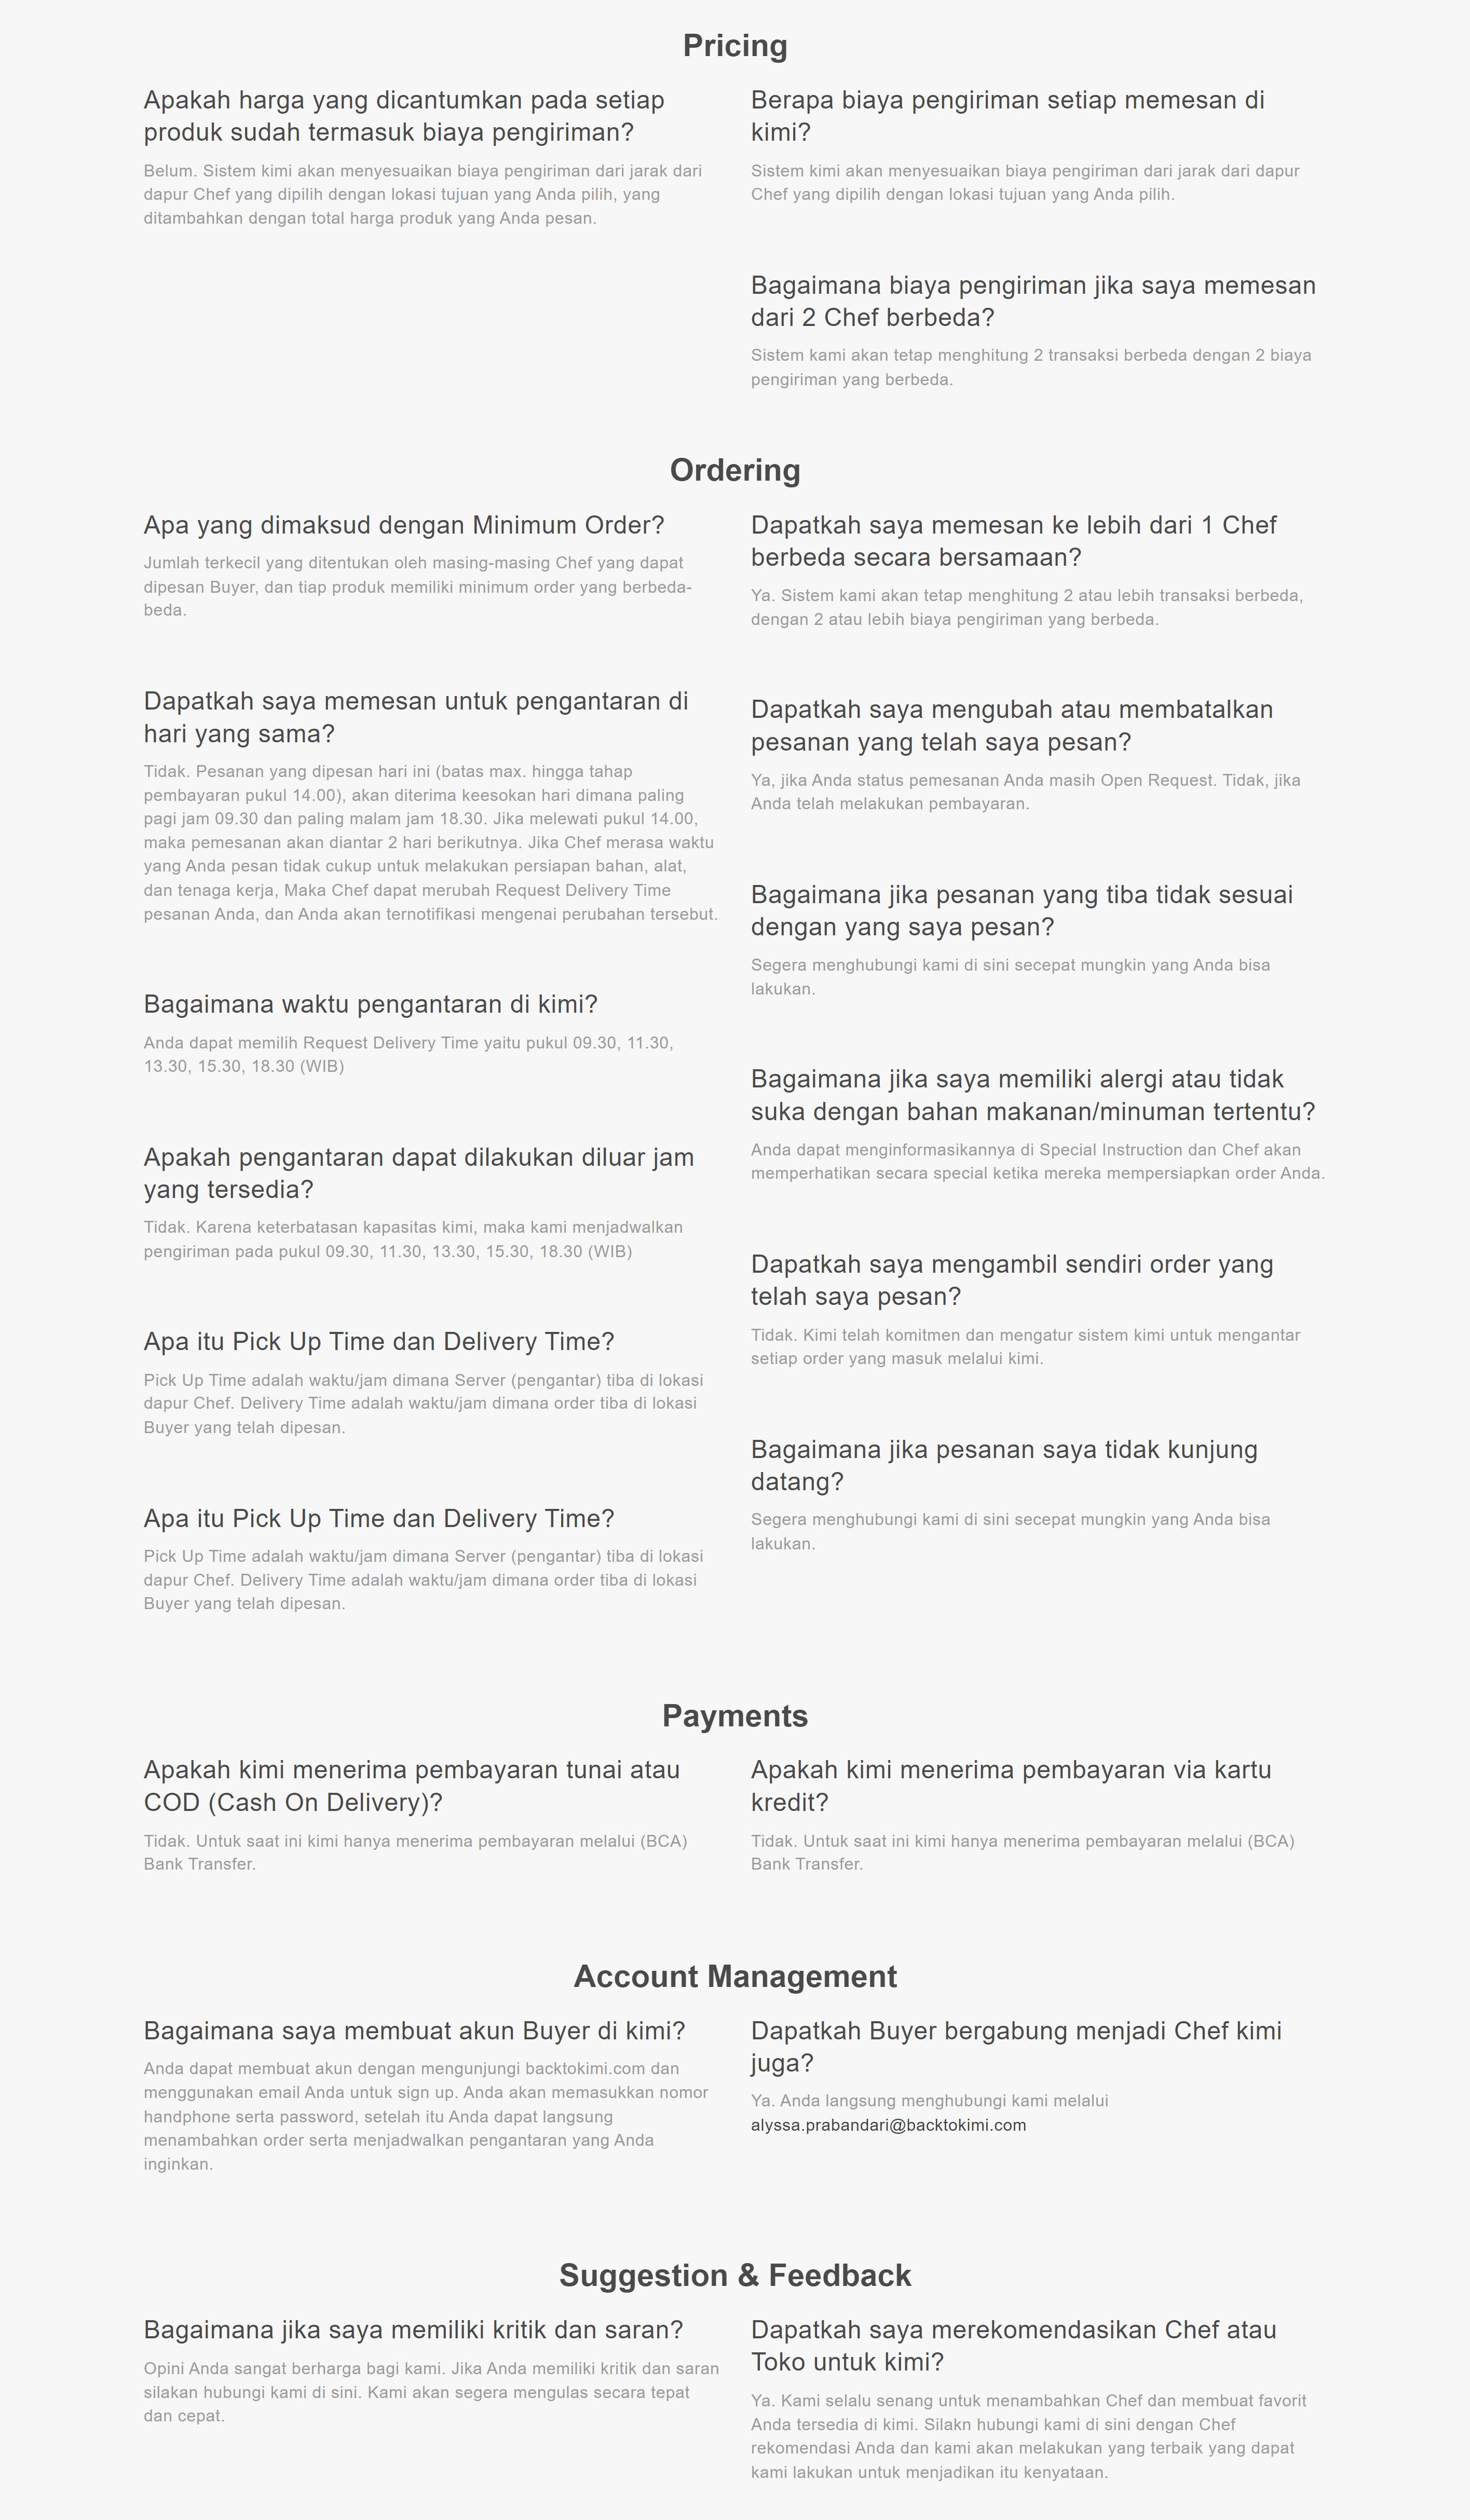 Pricing
Apakah harga yang dicantumkan pada setiap
produk sudah termasuk biaya pengiriman?
Belum. Sistem kimi akan menyesuaikan biaya pengiriman dari jarak dari
dapur Chef yang dipilih dengan lokasi tujuan yang Anda pilih, yang
ditambahkan dengan total harga produk yang Anda pesan.
Berapa biaya pengiriman setiap memesan di
kimi?
Sistem kimi akan menyesuaikan biaya pengiriman dari jarak dari dapur
Chef yang dipilih dengan lokasi tujuan yang Anda pilih.
Bagaimana biaya pengiriman jika saya memesan
dari 2 Chef berbeda?
Sistem kami akan tetap menghitung 2 transaksi berbeda dengan 2 biaya
pengiriman yang berbeda.
Ordering
Apa yang dimaksud dengan Minimum Order?
Jumlah terkecil yang ditentukan oleh masing-masing Chef yang dapat
dipesan Buyer, dan tiap produk memiliki minimum order yang berbeda-
beda.
Dapatkah saya memesan untuk pengantaran di
hari yang sama?
Tidak. Pesanan yang dipesan hari ini (batas max. hingga tahap
pembayaran pukul 14.00), akan diterima keesokan hari dimana paling
pagi jam 09.30 dan paling malam jam 18.30. Jika melewati pukul 14.00,
maka pemesanan akan diantar 2 hari berikutnya. Jika Chef merasa waktu
yang Anda pesan tidak cukup untuk melakukan persiapan bahan, alat,
dan tenaga kerja, Maka Chef dapat merubah Request Delivery Time
pesanan Anda, dan Anda akan ternotifikasi mengenai perubahan tersebut.
Bagaimana waktu pengantaran di kimi?
Anda dapat memilih Request Delivery Time yaitu pukul 09.30, 11.30,
13.30, 15.30, 18.30 (WIB)
Apakah pengantaran dapat dilakukan diluar jam
yang tersedia?
Tidak. Karena keterbatasan kapasitas kimi, maka kami menjadwalkan
pengiriman pada pukul 09.30, 11.30, 13.30, 15.30, 18.30 (WIB)
Apa itu Pick Up Time dan Delivery Time?
Pick Up Time adalah waktu/jam dimana Server (pengantar) tiba di lokasi
dapur Chef. Delivery Time adalah waktu/jam dimana order tiba di lokasi
Buyer yang telah dipesan.
Apa itu Pick Up Time dan Delivery Time?
Pick Up Time adalah waktu/jam dimana Server (pengantar) tiba di lokasi
dapur Chef. Delivery Time adalah waktu/jam dimana order tiba di lokasi
Buyer yang telah dipesan.
Dapatkah saya memesan ke lebih dari 1 Chef
berbeda secara bersamaan?
Ya. Sistem kami akan tetap menghitung 2 atau lebih transaksi berbeda,
dengan 2 atau lebih biaya pengiriman yang berbeda.
Dapatkah saya mengubah atau membatalkan
pesanan yang telah saya pesan?
Ya, jika Anda status pemesanan Anda masih Open Request. Tidak, jika
Anda telah melakukan pembayaran.
Bagaimana jika pesanan yang tiba tidak sesuai
dengan yang saya pesan?
Segera menghubungi kami di sini secepat mungkin yang Anda bisa
lakukan.
Bagaimana jika saya memiliki alergi atau tidak
suka dengan bahan makanan/minuman tertentu?
Anda dapat menginformasikannya di Special Instruction dan Chef akan
memperhatikan secara special ketika mereka mempersiapkan order Anda.
Dapatkah saya mengambil sendiri order yang
telah saya pesan?
Tidak. Kimi telah komitmen dan mengatur sistem kimi untuk mengantar
setiap order yang masuk melalui kimi.
Bagaimana jika pesanan saya tidak kunjung
datang?
Segera menghubungi kami di sini secepat mungkin yang Anda bisa
lakukan.
Payments
Apakah kimi menerima pembayaran tunai atau
COD (Cash On Delivery)?
Tidak. Untuk saat ini kimi hanya menerima pembayaran melalui (BCA)
Bank Transfer.
Apakah kimi menerima pembayaran via kartu
kredit?
Tidak. Untuk saat ini kimi hanya menerima pembayaran melalui (BCA)
Bank Transfer.
Account Management
Bagaimana saya membuat akun Buyer di kimi?
Anda dapat membuat akun dengan mengunjungi backtokimi.com dan
menggunakan email Anda untuk sign up. Anda akan memasukkan nomor
handphone serta password, setelah itu Anda dapat langsung
menambahkan order serta menjadwalkan pengantaran yang Anda
inginkan.
Dapatkah Buyer bergabung menjadi Chef kimi
juga?
Ya. Anda langsung menghubungi kami melalui
alyssa.prabandari@backtokimi.com
Suggestion & Feedback
Bagaimana jika saya memiliki kritik dan saran?
Opini Anda sangat berharga bagi kami. Jika Anda memiliki kritik dan saran
silakan hubungi kami di sini. Kami akan segera mengulas secara tepat
dan cepat.
Dapatkah saya merekomendasikan Chef atau
Toko untuk kimi?
Ya. Kami selalu senang untuk menambahkan Chef dan membuat favorit
Anda tersedia di kimi. Silakn hubungi kami di sini dengan Chef
rekomendasi Anda dan kami akan melakukan yang terbaik yang dapat
kami lakukan untuk menjadikan itu kenyataan.